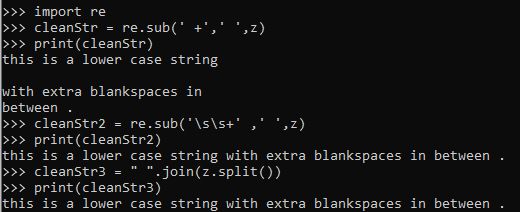 >>> import re
>>> cleanStr = re.sub(' +',' ',z)
>>> print(cleanStr)
this is a lower case string

with extra blankspaces in
between .
>>> cleanStr2 = re.sub('\s\s+' ,' ',z)
>>> print(cleanStr2)
this is a lower case string with extra blankspaces in between .
>>> cleanStr3 = " ".join(z.split())
>>> print(cleanStr3)
this is a lower case string with extra blankspaces in between .